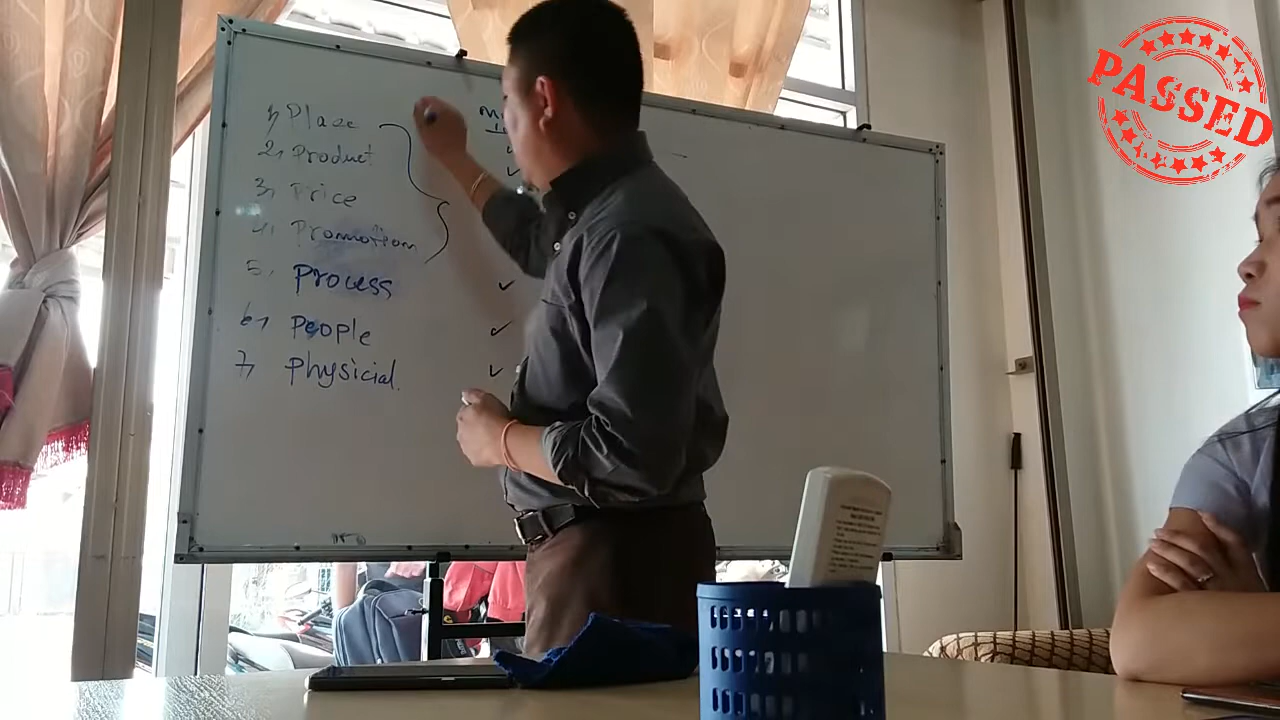 PASSED
1, Place
2, Product
3, Price
4, Promotion
5, Process
6, People
7, Physicial.